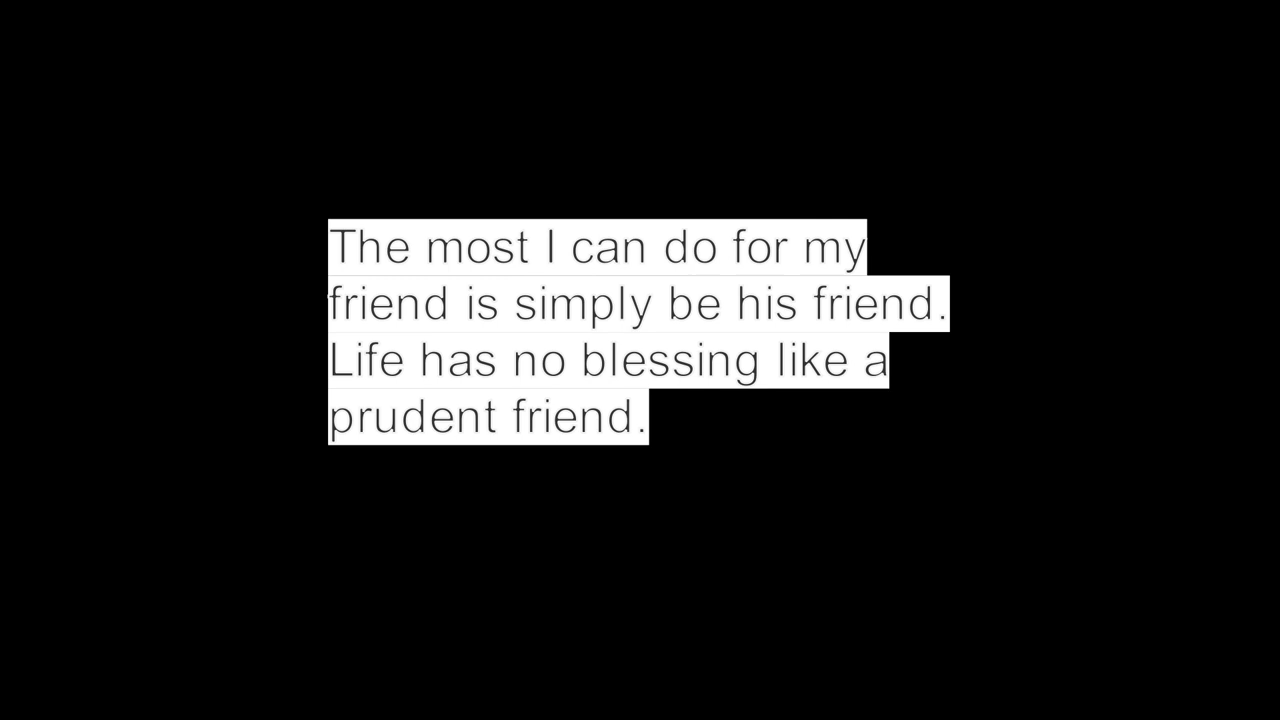 The most I can do for my
friend is simply be his friend.
Life has no blessing like a
prudent friend.